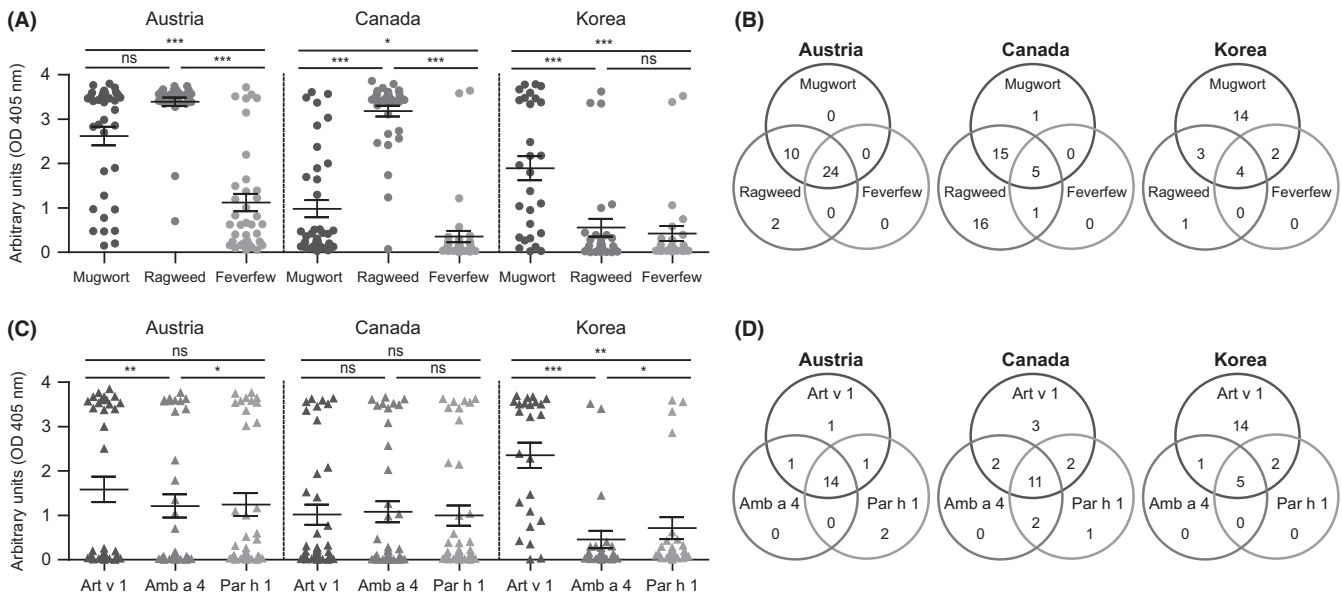 (A) Austria Canada Korea
*** * ***
ns *** *** *** *** ns
Arbitrary units (OD 405 nm)
4
3
2
1
0
Mugwort Ragweed Feverfew Mugwort Ragweed Feverfew Mugwort Ragweed Feverfew
(B)
Austria Canada Korea
Mugwort Mugwort Mugwort
0 1 14
10 0 15 0 3 2
24 5 4
Ragweed Feverfew Ragweed Feverfew Ragweed Feverfew
0 1 0
2 0 16 0 1 0
(C) Austria Canada Korea
ns ns **
** * ns ns *** *
Arbitrary units (OD 405 nm)
4
3
2
1
0
Art v 1 Amb a 4 Par h 1 Art v 1 Amb a 4 Par h 1 Art v 1 Amb a 4 Par h 1
(D)
Austria Canada Korea
Art v 1 Art v 1 Art v 1
1 3 14
1 1 2 2 1 2
14 11 5
Amb a 4 Par h 1 Amb a 4 Par h 1 Amb a 4 Par h 1
0 2 0
0 2 0 1 0 0